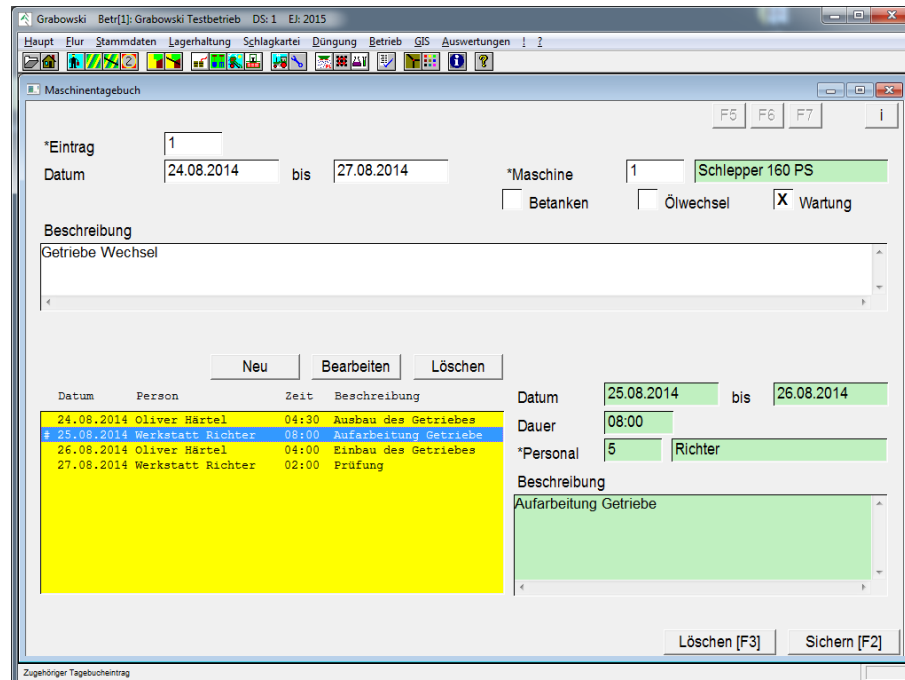 Grabowski Betr[1]: Grabowski Testbetrieb DS: 1 EJ: 2015
Haupt Flur Stammdaten Lagerhaltung Schlagkartei Düngung Betrieb GIS Auswertungen ! ?
Maschinentagebuch
F5 F6 F7 i
*Eintrag 1
Datum 24.08.2014 bis 27.08.2014 *Maschine 1 Schlepper 160 PS
Betanken Ölwechsel X Wartung
Beschreibung
Getriebe Wechsel
Neu Bearbeiten Löschen
Datum Person Zeit Beschreibung
24.08.2014 Oliver Härtel 04:30 Ausbau des Getriebes
# 25.08.2014 Werkstatt Richter 08:00 Aufarbeitung Getriebe
26.08.2014 Oliver Härtel 04:00 Einbau des Getriebes
27.08.2014 Werkstatt Richter 02:00 Prüfung
Datum 25.08.2014 bis 26.08.2014
Dauer 08:00
*Personal 5 Richter
Beschreibung
Aufarbeitung Getriebe
Löschen [F3] Sichern [F2]
Zugehöriger Tagebucheintrag